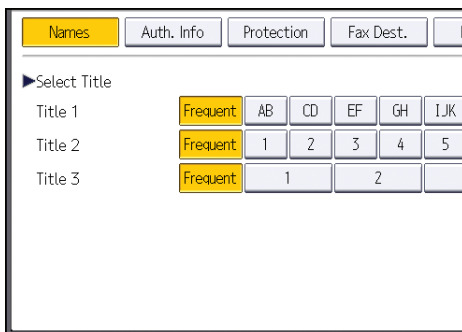 Names Auth. Info Protection Fax Dest.
▶Select Title
Title 1 Frequent AB CD EF GH IJK
Title 2 Frequent 1 2 3 4 5
Title 3 Frequent 1 2